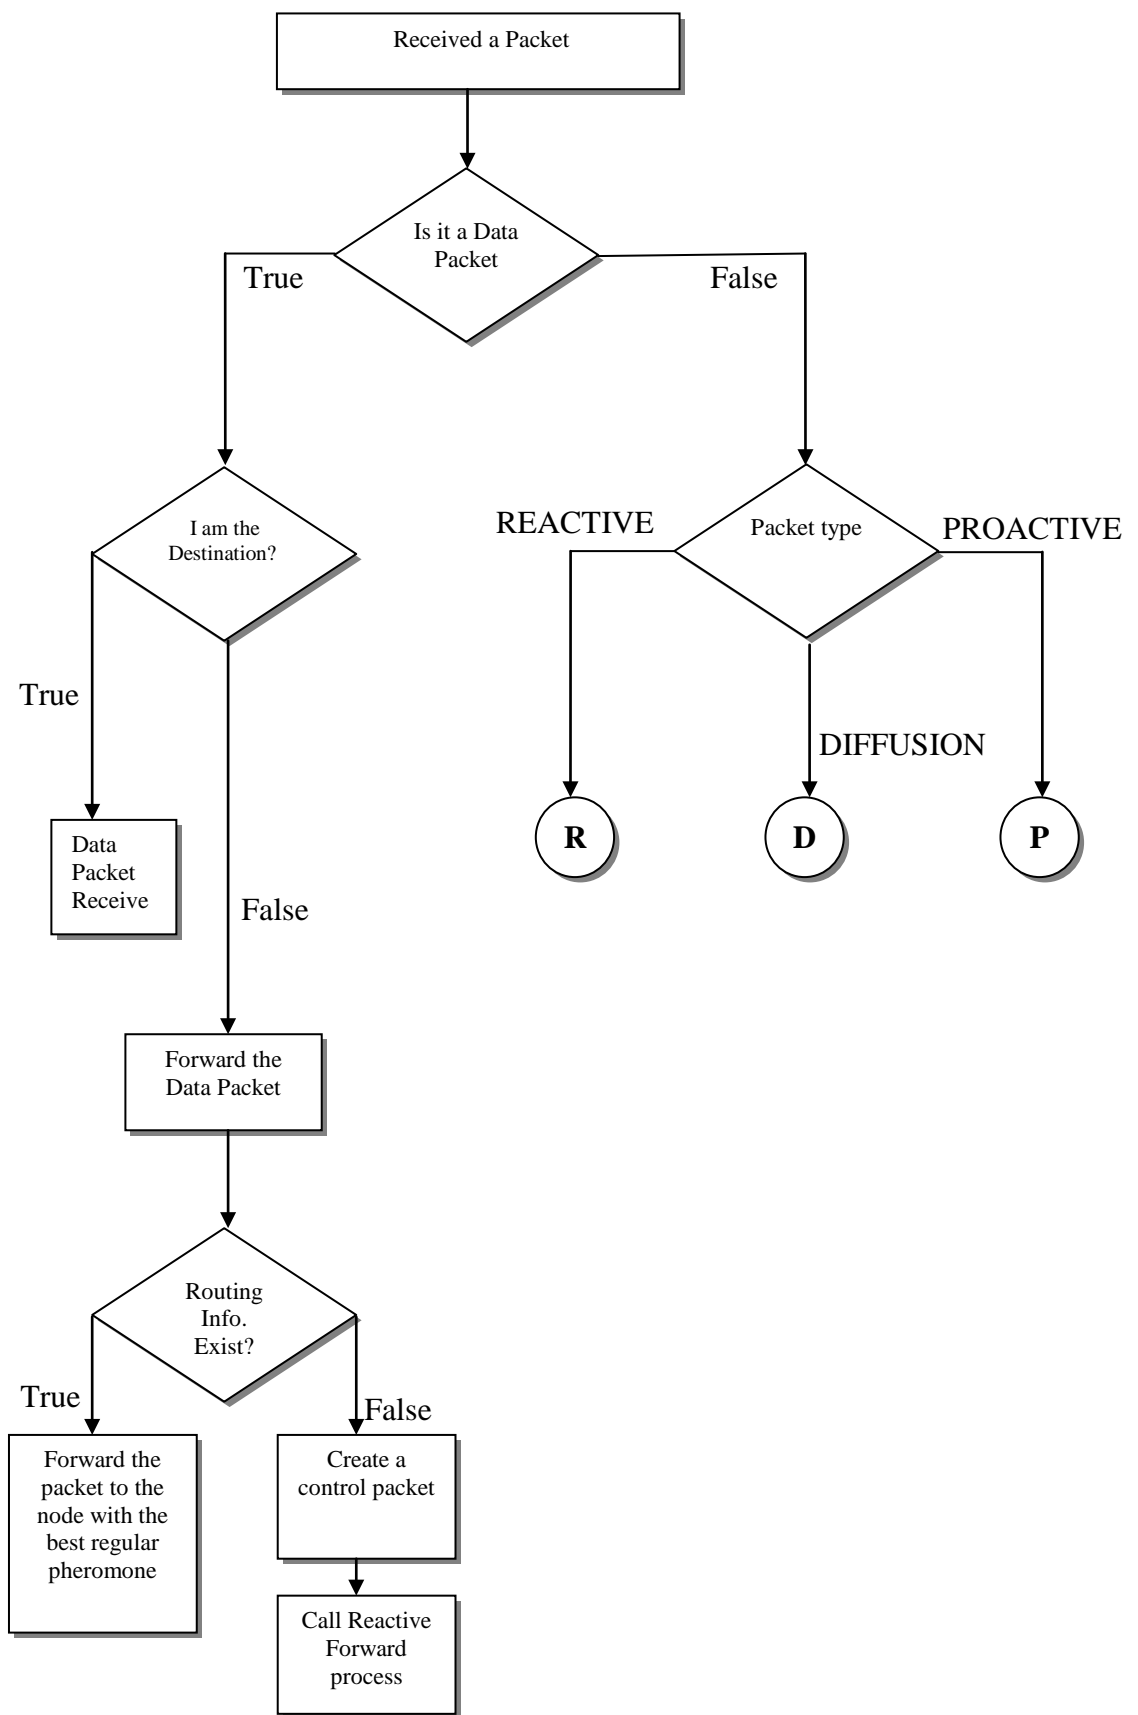 Received a Packet
Is it a Data
Packet
True
False
I am the
Destination?
Packet type
REACTIVE
PROACTIVE
True
DIFFUSION
R
D
P
Data
Packet
Receive
False
Forward the
Data Packet
Routing
Info.
Exist?
True
False
Forward the
packet to the
node with the
best regular
pheromone
Create a
control packet
Call Reactive
Forward
process